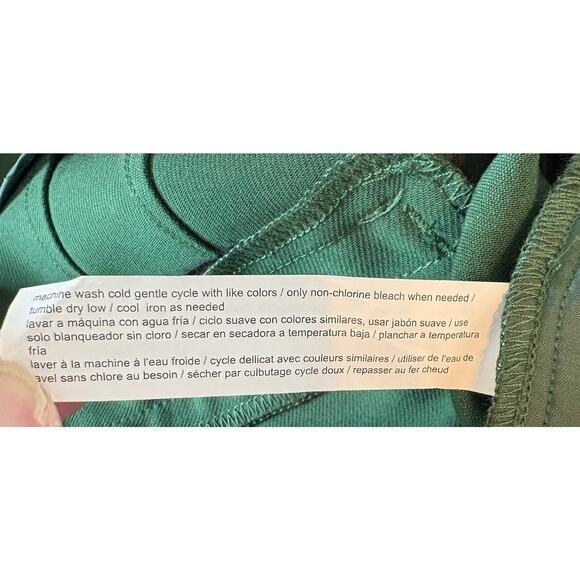 machine wash cold gentle cycle with like colors / only non-chlorine bleach when needed /
tumble dry low / cool iron as needed
lavar a máquina con agua fría / ciclo suave con colores similares, usar jabón suave / use
solo blanqueador sin cloro / secar en secadora a temperatura baja / planchar a temperatura
fría
laver à la machine à l'eau froide / cycle dellicat avec couleurs similaires / utiliser de l'eau de
avel sans chlore au besoin / sécher par culbutage cycle doux / repasser au fer cheud